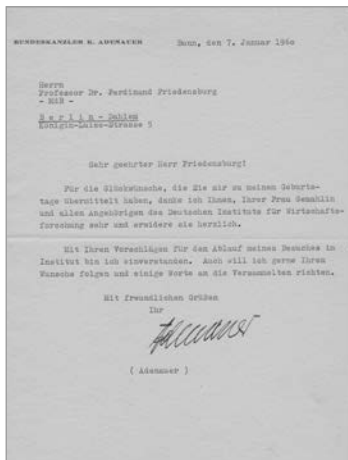 BUNDESKANZLER K. ADENAUER
Bonn, den 7. Januar 1960
Herrn
Professor Dr. Ferdinand Friedensburg
- MdB -
Berlin - Dahlem
Königin-Luise-Strasse 5
Sehr geehrter Herr Friedensburg!
Für die Glückwünsche, die Sie mir zu meinem Geburts-
tage übermittelt haben, danke ich Ihnen, Ihrer Frau Gemahlin
und allen Angehörigen des Deutschen Instituts für Wirtschafts-
forschung sehr und erwidere sie herzlich.
Mit Ihren Vorschlägen für den Ablauf meines Besuches im
Institut bin ich einverstanden. Auch will ich gerne Ihrem
Wunsche folgen und einige Worte an die Versammelten richten.
Mit freundlichen Grüßen
Ihr
Adenauer
( Adenauer )